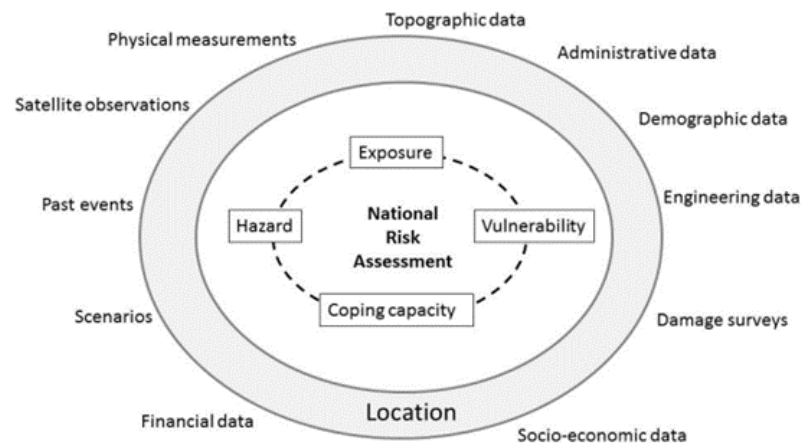 Topographic data
Physical measurements
Administrative data
Satellite observations
Demographic data
Exposure
Past events
Engineering data
Hazard
National
Risk
Assessment
Vulnerability
Coping capacity
Scenarios
Damage surveys
Financial data
Location
Socio-economic data